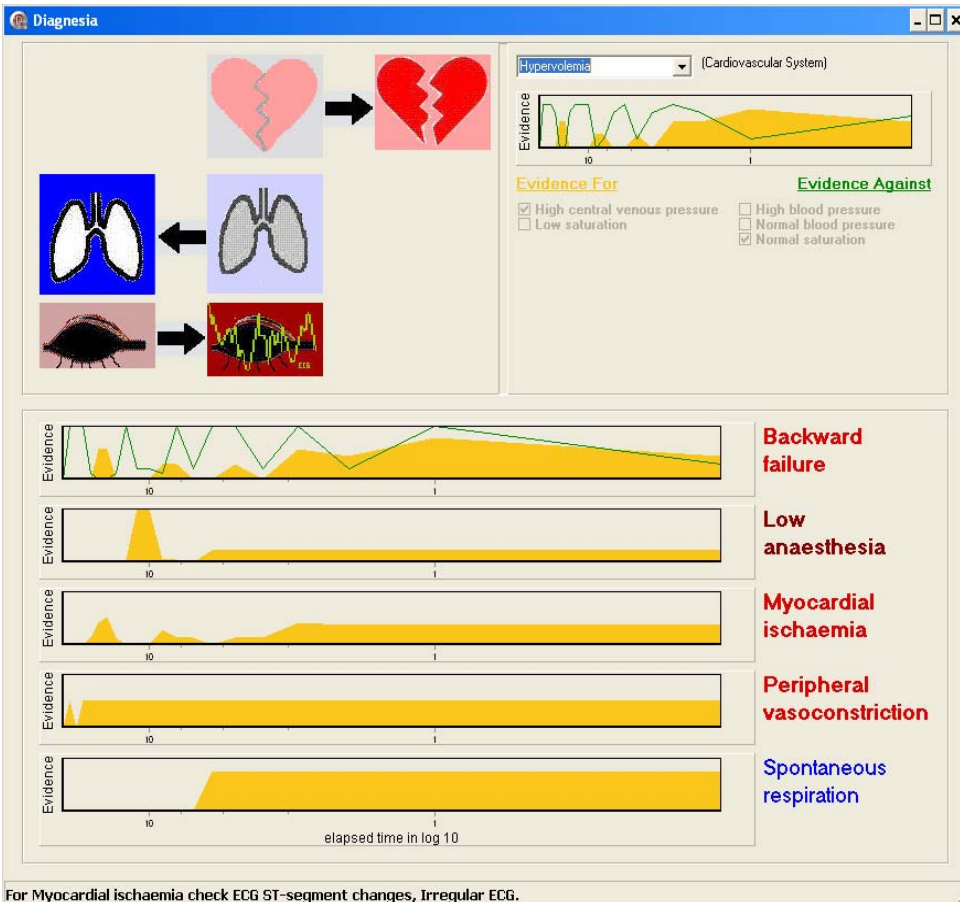 Diagnesia
Hypervolemia
(Cardiovascular System)
Evidence
10
1
Evidence For
Evidence Against
High central venous pressure
Low saturation
High blood pressure
Normal blood pressure
Normal saturation
ECG
Evidence
10
1
Backward
failure
Evidence
10
1
Low
anaesthesia
Evidence
10
1
Myocardial
ischaemia
Evidence
10
1
Peripheral
vasoconstriction
Evidence
10
1
Spontaneous
respiration
elapsed time in log 10
For Myocardial ischaemia check ECG ST-segment changes, Irregular ECG.